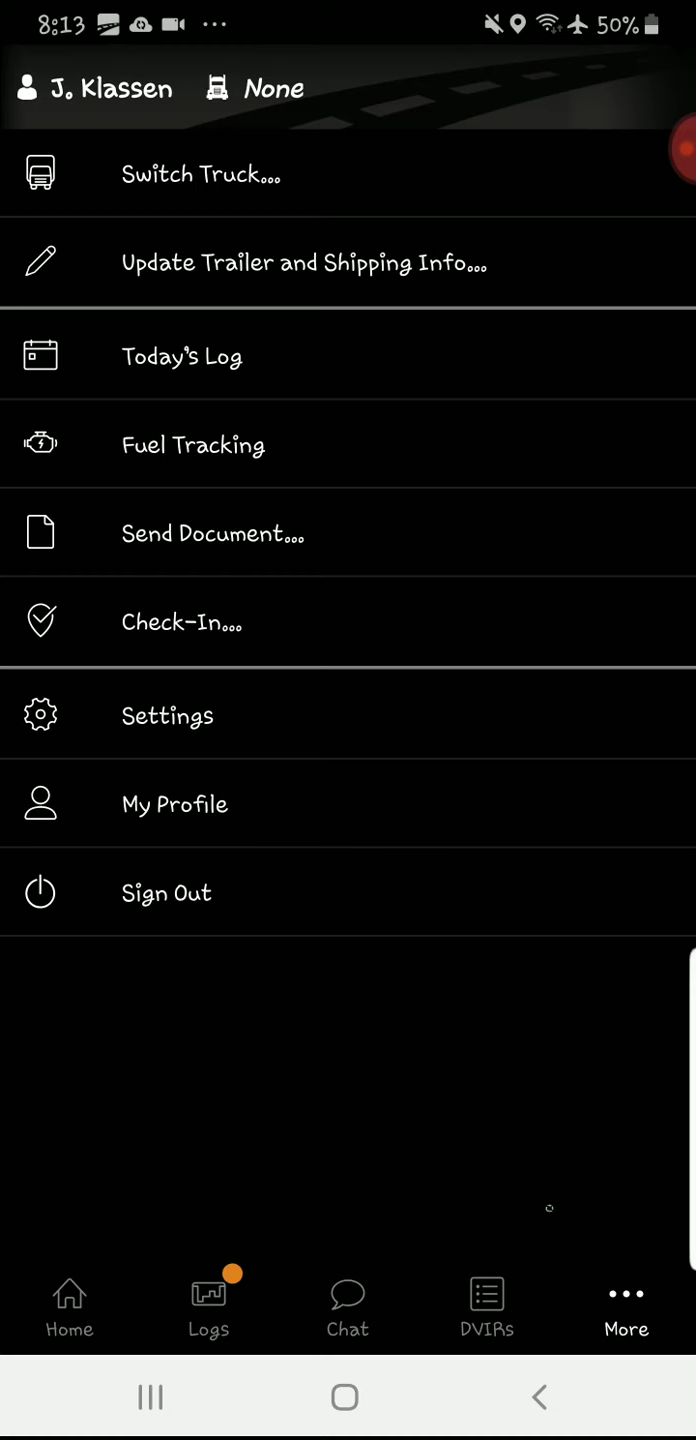 8:13 50%
J. Klassen None
Switch Truck...
Update Trailer and Shipping Info...
Today's Log
Fuel Tracking
Send Document...
Check-In...
Settings
My Profile
Sign Out
Home Logs Chat DVIRs More